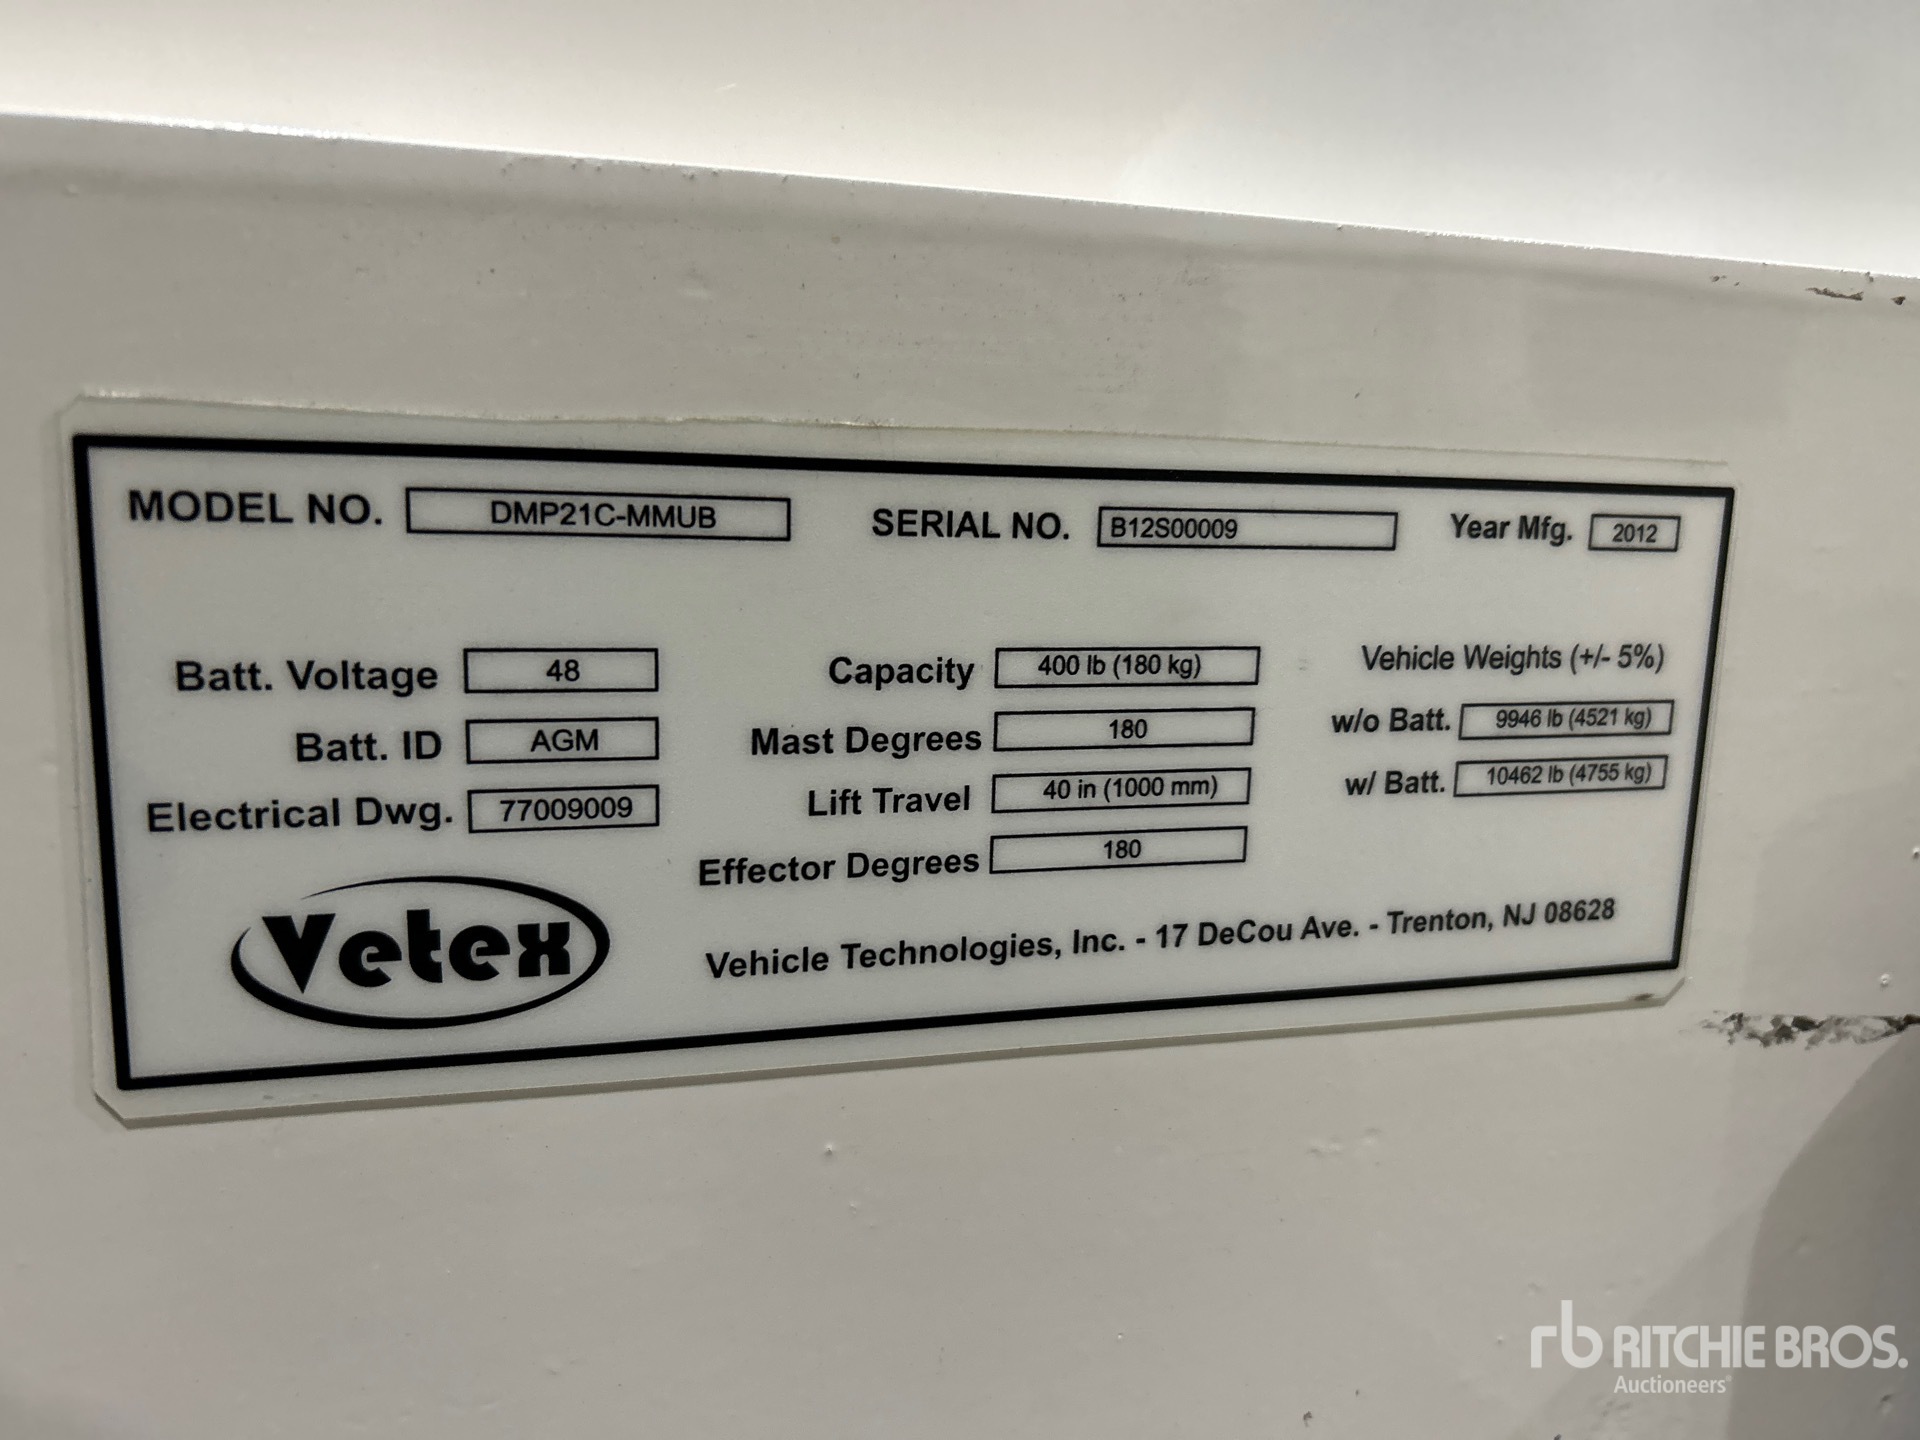 MODEL NO. DMP21C-MMUB SERIAL NO. B12S00009 Year Mfg. 2012
Batt. Voltage 48 Capacity 400 lb (180 kg) Vehicle Weights (+/- 5%)
Batt. ID AGM Mast Degrees 180 w/o Batt. 9946 lb (4521 kg)
Electrical Dwg. 77009009 Lift Travel 40 in (1000 mm) w/ Batt. 10462 lb (4755 kg)
Effector Degrees 180
Vetex Vehicle Technologies, Inc. - 17 DeCou Ave. - Trenton, NJ 08628
rb RITCHIE BROS.
Auctioneers